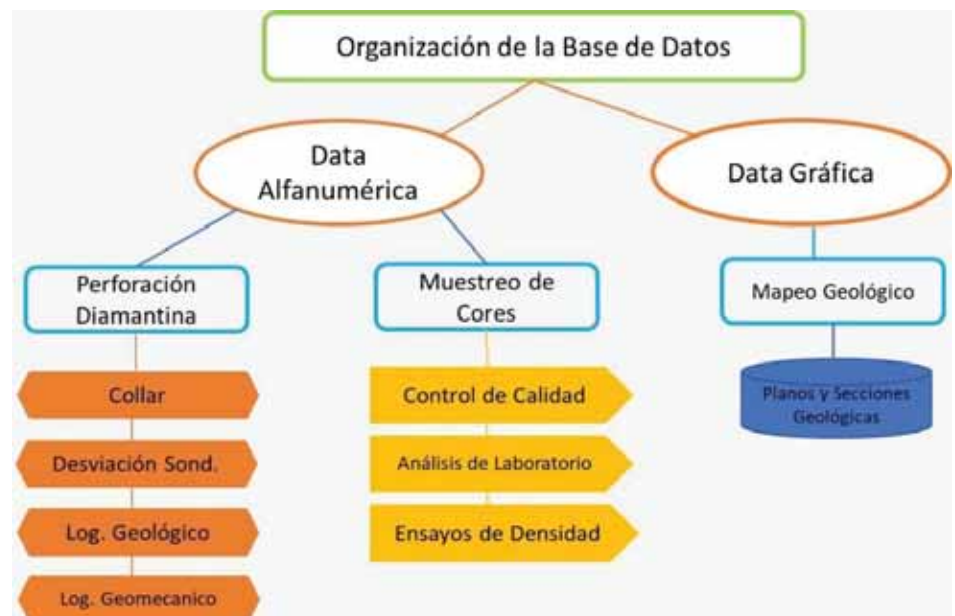 Organización de la Base de Datos
Data
Alfanumérica
Data Gráfica
Perforación
Diamantina
Muestreo de
Cores
Mapeo Geológico
Collar
Control de Calidad
Planos y Secciones
Geológicas
Desviación Sond.
Análisis de Laboratorio
Log. Geológico
Ensayos de Densidad
Log. Geomecanico